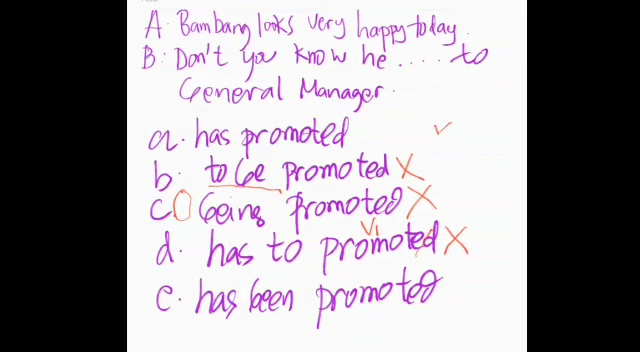 A: Bambang looks very happy today.
B: Don't you know he .... to
General Manager.
a. has promoted
b. to be promoted X
c. being promoted X
V1
d. has to promoted X
e. has been promoted